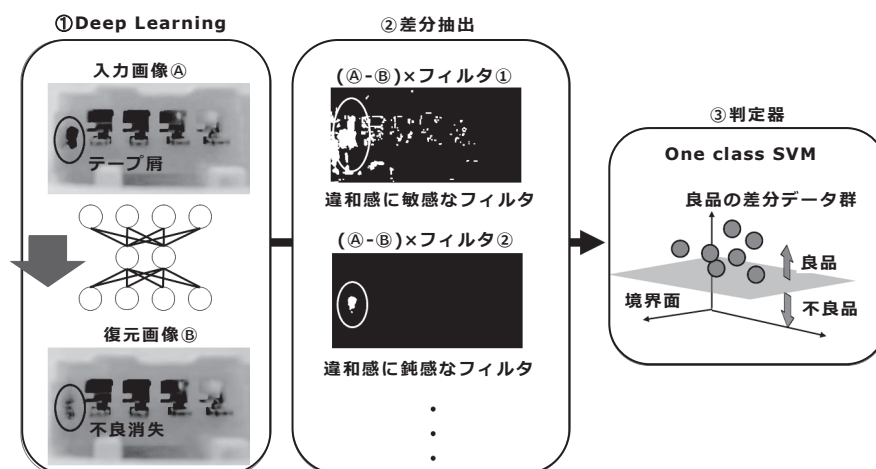 ①Deep Learning
入力画像Ⓐ
テープ屑
復元画像Ⓑ
不良消失
②差分抽出
(Ⓐ-Ⓑ)×フィルタ①
違和感に敏感なフィルタ
(Ⓐ-Ⓑ)×フィルタ②
違和感に鈍感なフィルタ
③判定器
One class SVM
良品の差分データ群
良品
境界面
不良品